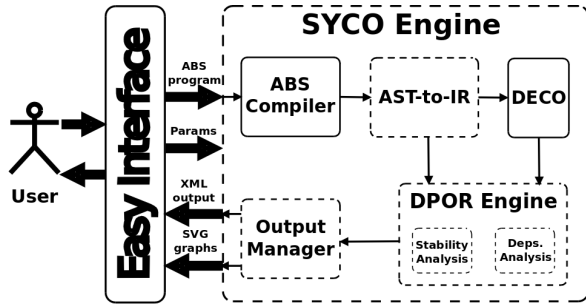 SYCO Engine
Easy Interface
ABS
program
Params
XML
output
SVG
graphs
User
ABS
Compiler
AST-to-IR
DECO
Output
Manager
DPOR Engine
Stability
Analysis
Deps.
Analysis